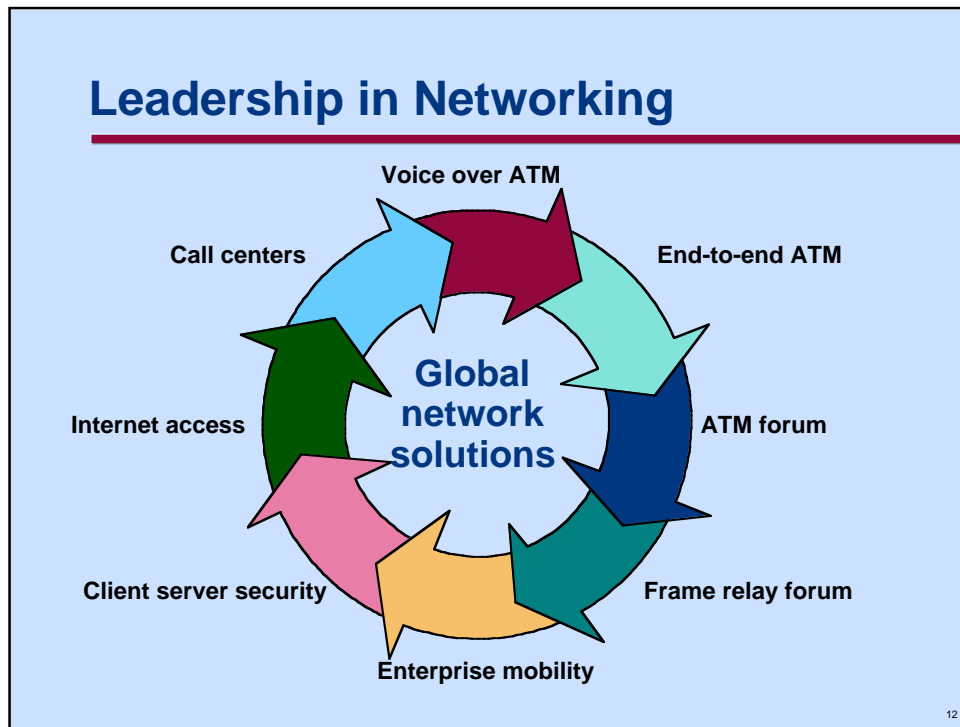 Leadership in Networking
Voice over ATM
Call centers
End-to-end ATM
Global
network
solutions
Internet access
ATM forum
Client server security
Frame relay forum
Enterprise mobility
12